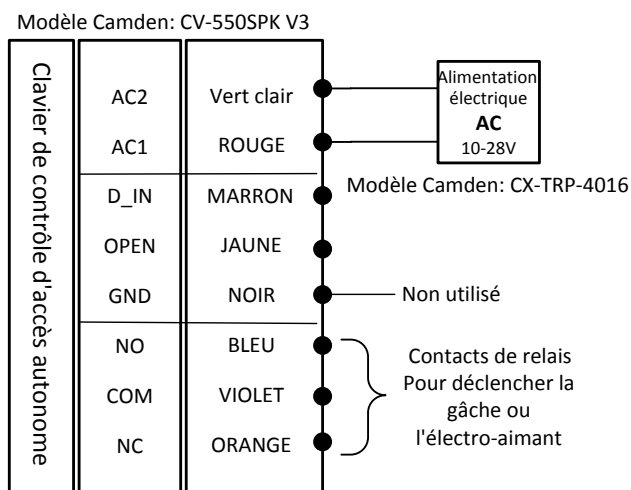 Modèle Camden: CV-550SPK V3
Clavier de contrôle d'accès autonome
AC2 Vert clair
AC1 ROUGE
D_IN MARRON
OPEN JAUNE
GND NOIR
NO BLEU
COM VIOLET
NC ORANGE
Alimentation
électrique
AC
10-28V
Modèle Camden: CX-TRP-4016
Non utilisé
Contacts de relais
Pour déclencher la
gâche ou
l'électro-aimant